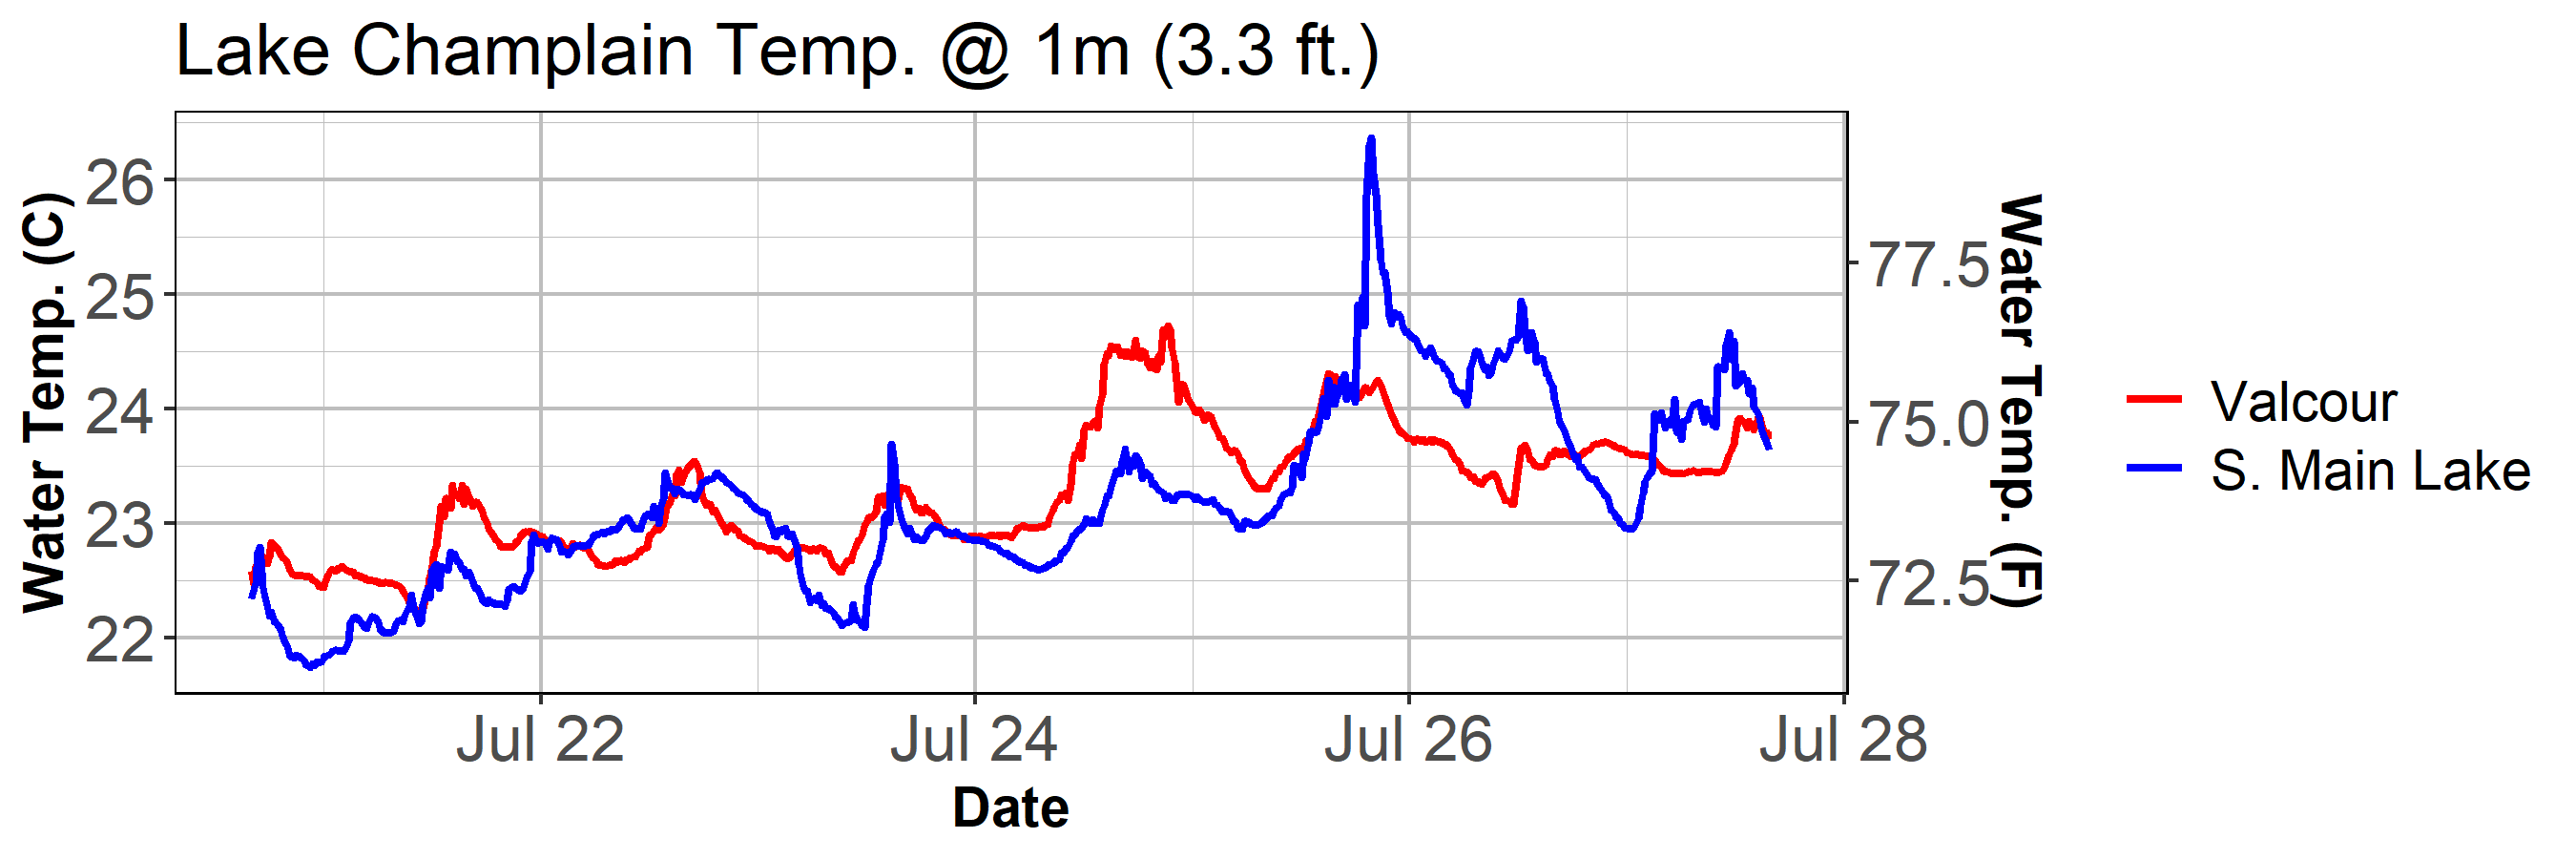 Lake Champlain Temp. @ 1m (3.3 ft.)
Water Temp. (C)
26
25
24
23
22
77.5
75.0
72.5
Water Temp. (F)
Jul 22
Jul 24
Jul 26
Jul 28
Date
Valcour
S. Main Lake